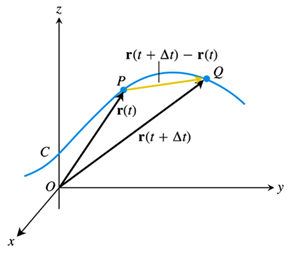 z
r(t + Δt) − r(t)
P
Q
r(t)
C
r(t + Δt)
O
y
x